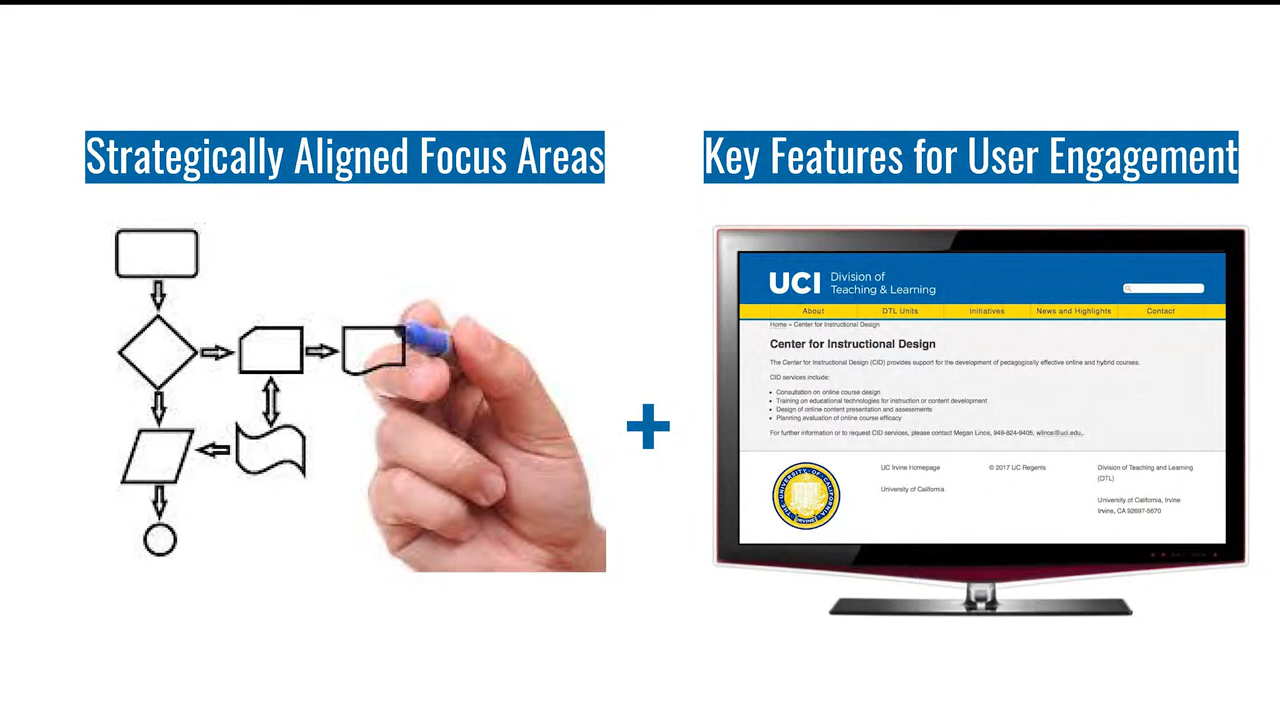 Strategically Aligned Focus Areas
Key Features for User Engagement
UCI Division of
Teaching & Learning
About DTL Units Initiatives News and Highlights Contact
Home » Center for Instructional Design
Center for Instructional Design
The Center for Instructional Design (CID) provides support for the development of pedagogically effective online and hybrid courses.
CID services include:
• Consultation on online course design
• Training on educational technologies for instruction or content development
• Design of online content presentation and assessments
• Planning evaluation of online course efficacy
For further information or to request CID services, please contact Megan Linos, 949-824-9405, wlinos@uci.edu,.
UC Irvine Homepage
University of California
© 2017 UC Regents
Division of Teaching and Learning
(DTL)
University of California, Irvine
Irvine, CA 92697-5670